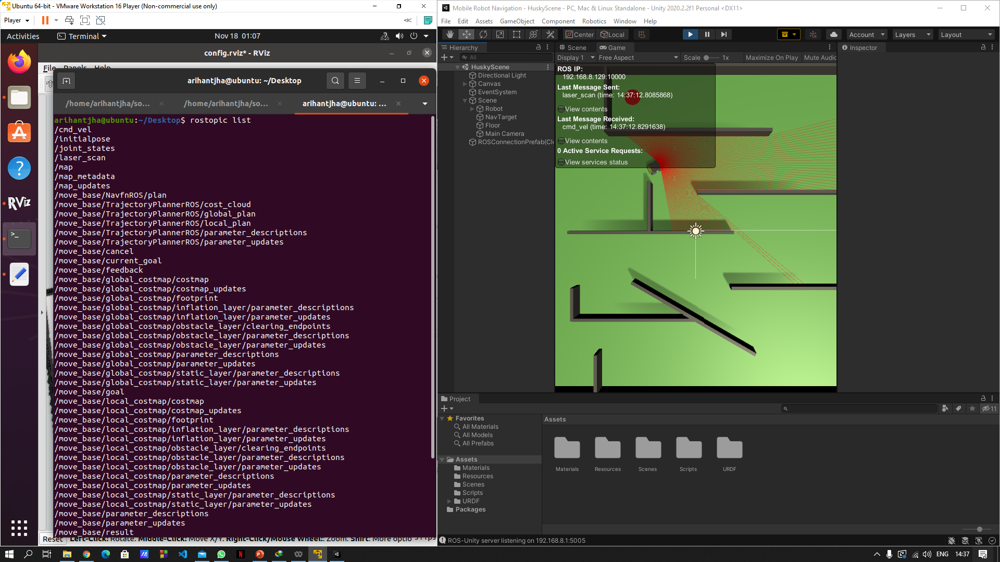 Ubuntu 64-bit - VMware Workstation 16 Player (Non-commercial use only)
Player
Activities
Terminal
Nov 18 01:07
config.rviz* - RViz
File Panels Help
arihantjha@ubuntu: ~/Desktop
/home/arihantjha/so...
/home/arihantjha/so...
arihantjha@ubuntu: ...
arihantjha@ubuntu:~/Desktop$ rostopic list
/cmd_vel
/initialpose
/joint_states
/laser_scan
/map
/map_metadata
/map_updates
/move_base/NavfnROS/plan
/move_base/TrajectoryPlannerROS/cost_cloud
/move_base/TrajectoryPlannerROS/global_plan
/move_base/TrajectoryPlannerROS/local_plan
/move_base/TrajectoryPlannerROS/parameter_descriptions
/move_base/TrajectoryPlannerROS/parameter_updates
/move_base/cancel
/move_base/current_goal
/move_base/feedback
/move_base/global_costmap/costmap
/move_base/global_costmap/costmap_updates
/move_base/global_costmap/footprint
/move_base/global_costmap/inflation_layer/parameter_descriptions
/move_base/global_costmap/inflation_layer/parameter_updates
/move_base/global_costmap/obstacle_layer/clearing_endpoints
/move_base/global_costmap/obstacle_layer/parameter_descriptions
/move_base/global_costmap/obstacle_layer/parameter_updates
/move_base/global_costmap/parameter_descriptions
/move_base/global_costmap/parameter_updates
/move_base/global_costmap/static_layer/parameter_descriptions
/move_base/global_costmap/static_layer/parameter_updates
/move_base/goal
/move_base/local_costmap/costmap
/move_base/local_costmap/costmap_updates
/move_base/local_costmap/footprint
/move_base/local_costmap/inflation_layer/parameter_descriptions
/move_base/local_costmap/inflation_layer/parameter_updates
/move_base/local_costmap/obstacle_layer/clearing_endpoints
/move_base/local_costmap/obstacle_layer/parameter_descriptions
/move_base/local_costmap/obstacle_layer/parameter_updates
/move_base/local_costmap/parameter_descriptions
/move_base/local_costmap/parameter_updates
/move_base/local_costmap/static_layer/parameter_descriptions
/move_base/local_costmap/static_layer/parameter_updates
/move_base/parameter_descriptions
/move_base/parameter_updates
/move_base/result
RViz
Reset Left-Click: Rotate. Middle-Click: Move X/Y. Right-Click/Mouse Wheel:: Zoom. Shift: More optio
Mobile Robot Navigation - HuskyScene - PC, Mac & Linux Standalone - Unity 2020.2.2f1 Personal <DX11>
File Edit Assets GameObject Component Robotics Window Help
Center Local
Account Layers Layout
Hierarchy
All
HuskyScene
Directional Light
Canvas
EventSystem
Scene
Robot
NavTarget
Floor
Main Camera
ROSConnectionPrefab(Cl
Scene Game
Display 1 Free Aspect Scale 1x Maximize On Play Mute Audio
ROS IP:
192.168.8.129:10000
Last Message Sent:
laser_scan (time: 14:37:12.8085868)
View contents
Last Message Received:
cmd_vel (time: 14:37:12.8291638)
View contents
0 Active Service Requests:
View services status
Inspector
Project
11
Favorites
All Materials
All Models
All Prefabs
Assets
Materials
Resources
Scenes
Scripts
URDF
Packages
Assets
Materials Resources Scenes Scripts URDF
ROS-Unity server listening on 192.168.8.1:5005
ENG 14:37